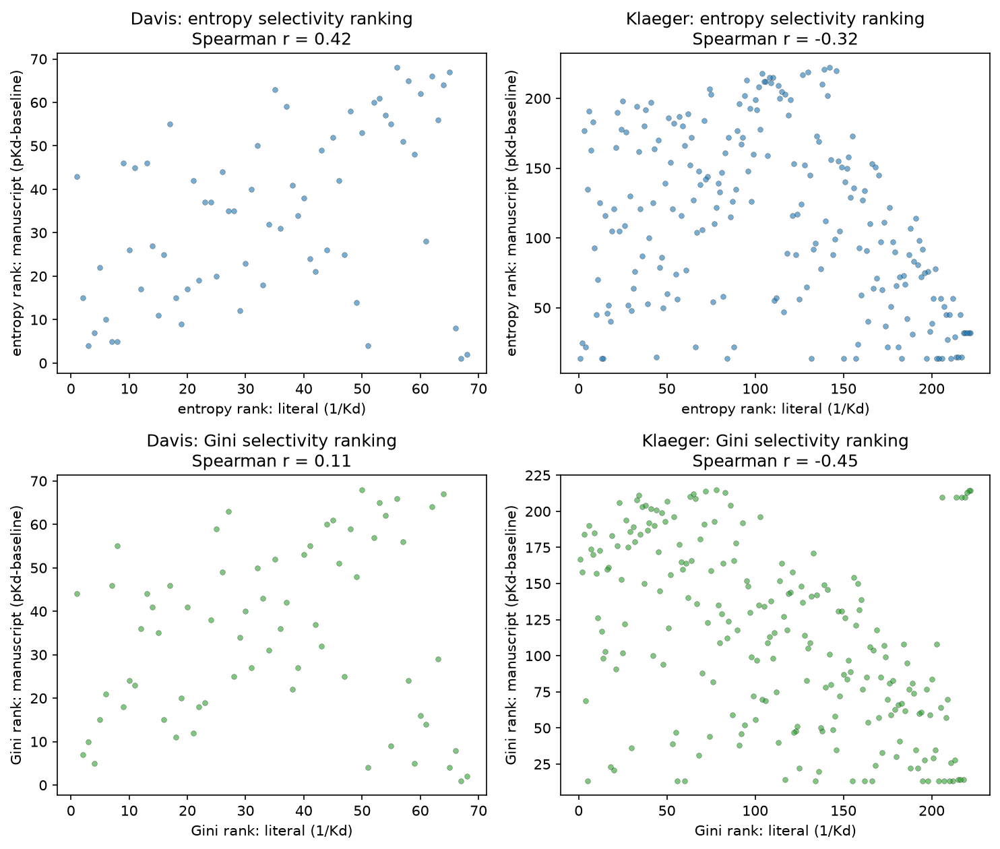 Davis: entropy selectivity ranking
Spearman r = 0.42
entropy rank: manuscript (pKd-baseline)
70
60
50
40
30
20
10
0
0 10 20 30 40 50 60 70
entropy rank: literal (1/Kd)
Klaeger: entropy selectivity ranking
Spearman r = -0.32
entropy rank: manuscript (pKd-baseline)
200
150
100
50
0 50 100 150 200
entropy rank: literal (1/Kd)
Davis: Gini selectivity ranking
Spearman r = 0.11
Gini rank: manuscript (pKd-baseline)
70
60
50
40
30
20
10
0
0 10 20 30 40 50 60 70
Gini rank: literal (1/Kd)
Klaeger: Gini selectivity ranking
Spearman r = -0.45
Gini rank: manuscript (pKd-baseline)
225
200
175
150
125
100
75
50
25
0 50 100 150 200
Gini rank: literal (1/Kd)